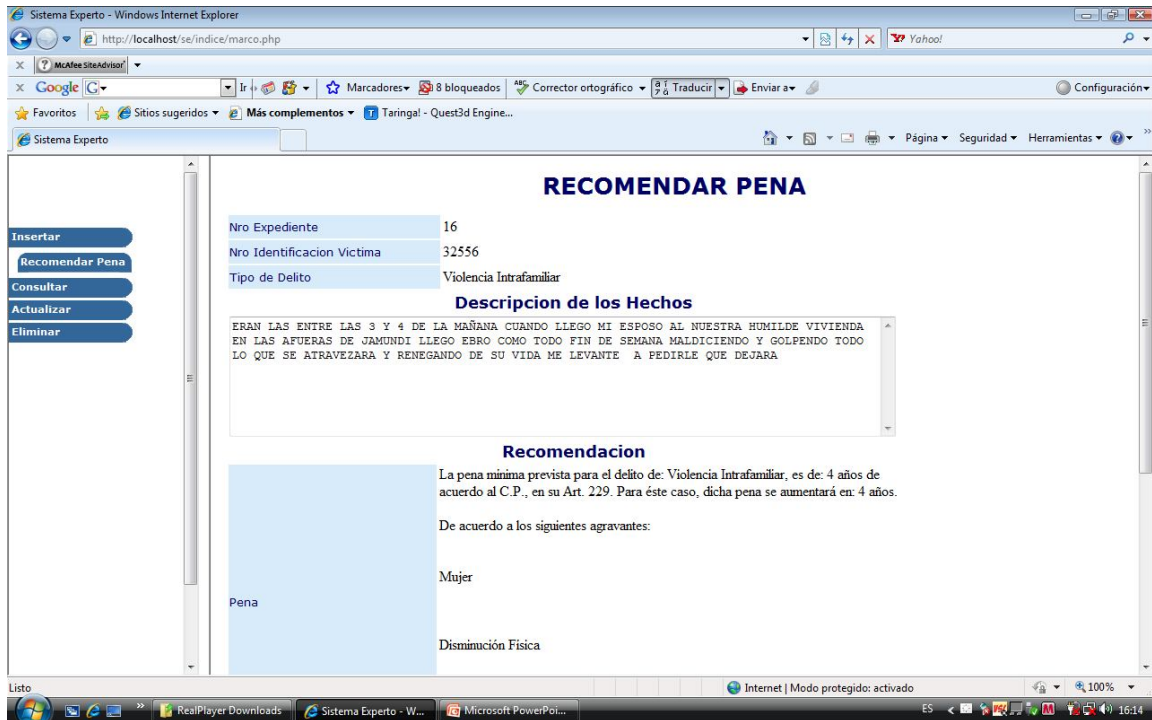 Sistema Experto - Windows Internet Explorer
http://localhost/se/indice/marco.php
Yahoo!
X McAfee SiteAdvisor
x Google Ir Marcadores 8 bloqueados Corrector ortográfico Traducir Enviar a Configuración
Favoritos Sitios sugeridos Más complementos Taringa! - Quest3d Engine...
Sistema Experto Página Seguridad Herramientas
RECOMENDAR PENA
Insertar
Recomendar Pena
Consultar
Actualizar
Eliminar
Nro Expediente 16
Nro Identificacion Victima 32556
Tipo de Delito Violencia Intrafamiliar
Descripcion de los Hechos
ERAN LAS ENTRE LAS 3 Y 4 DE LA MAÑANA CUANDO LLEGO MI ESPOSO AL NUESTRA HUMILDE VIVIENDA
EN LAS AFUERAS DE JAMUNDI LLEGO EBRO COMO TODO FIN DE SEMANA MALDICIENDO Y GOLPENDO TODO
LO QUE SE ATRAVEZARA Y RENEGANDO DE SU VIDA ME LEVANTE A PEDIRLE QUE DEJARA
Recomendacion
Pena
La pena minima prevista para el delito de: Violencia Intrafamiliar, es de: 4 años de
acuerdo al C.P., en su Art. 229. Para éste caso, dicha pena se aumentará en: 4 años.
De acuerdo a los siguientes agravantes:
Mujer
Disminución Física
Listo Internet | Modo protegido: activado 100%
RealPlayer Downloads Sistema Experto - W... Microsoft PowerPoi... ES 16:14